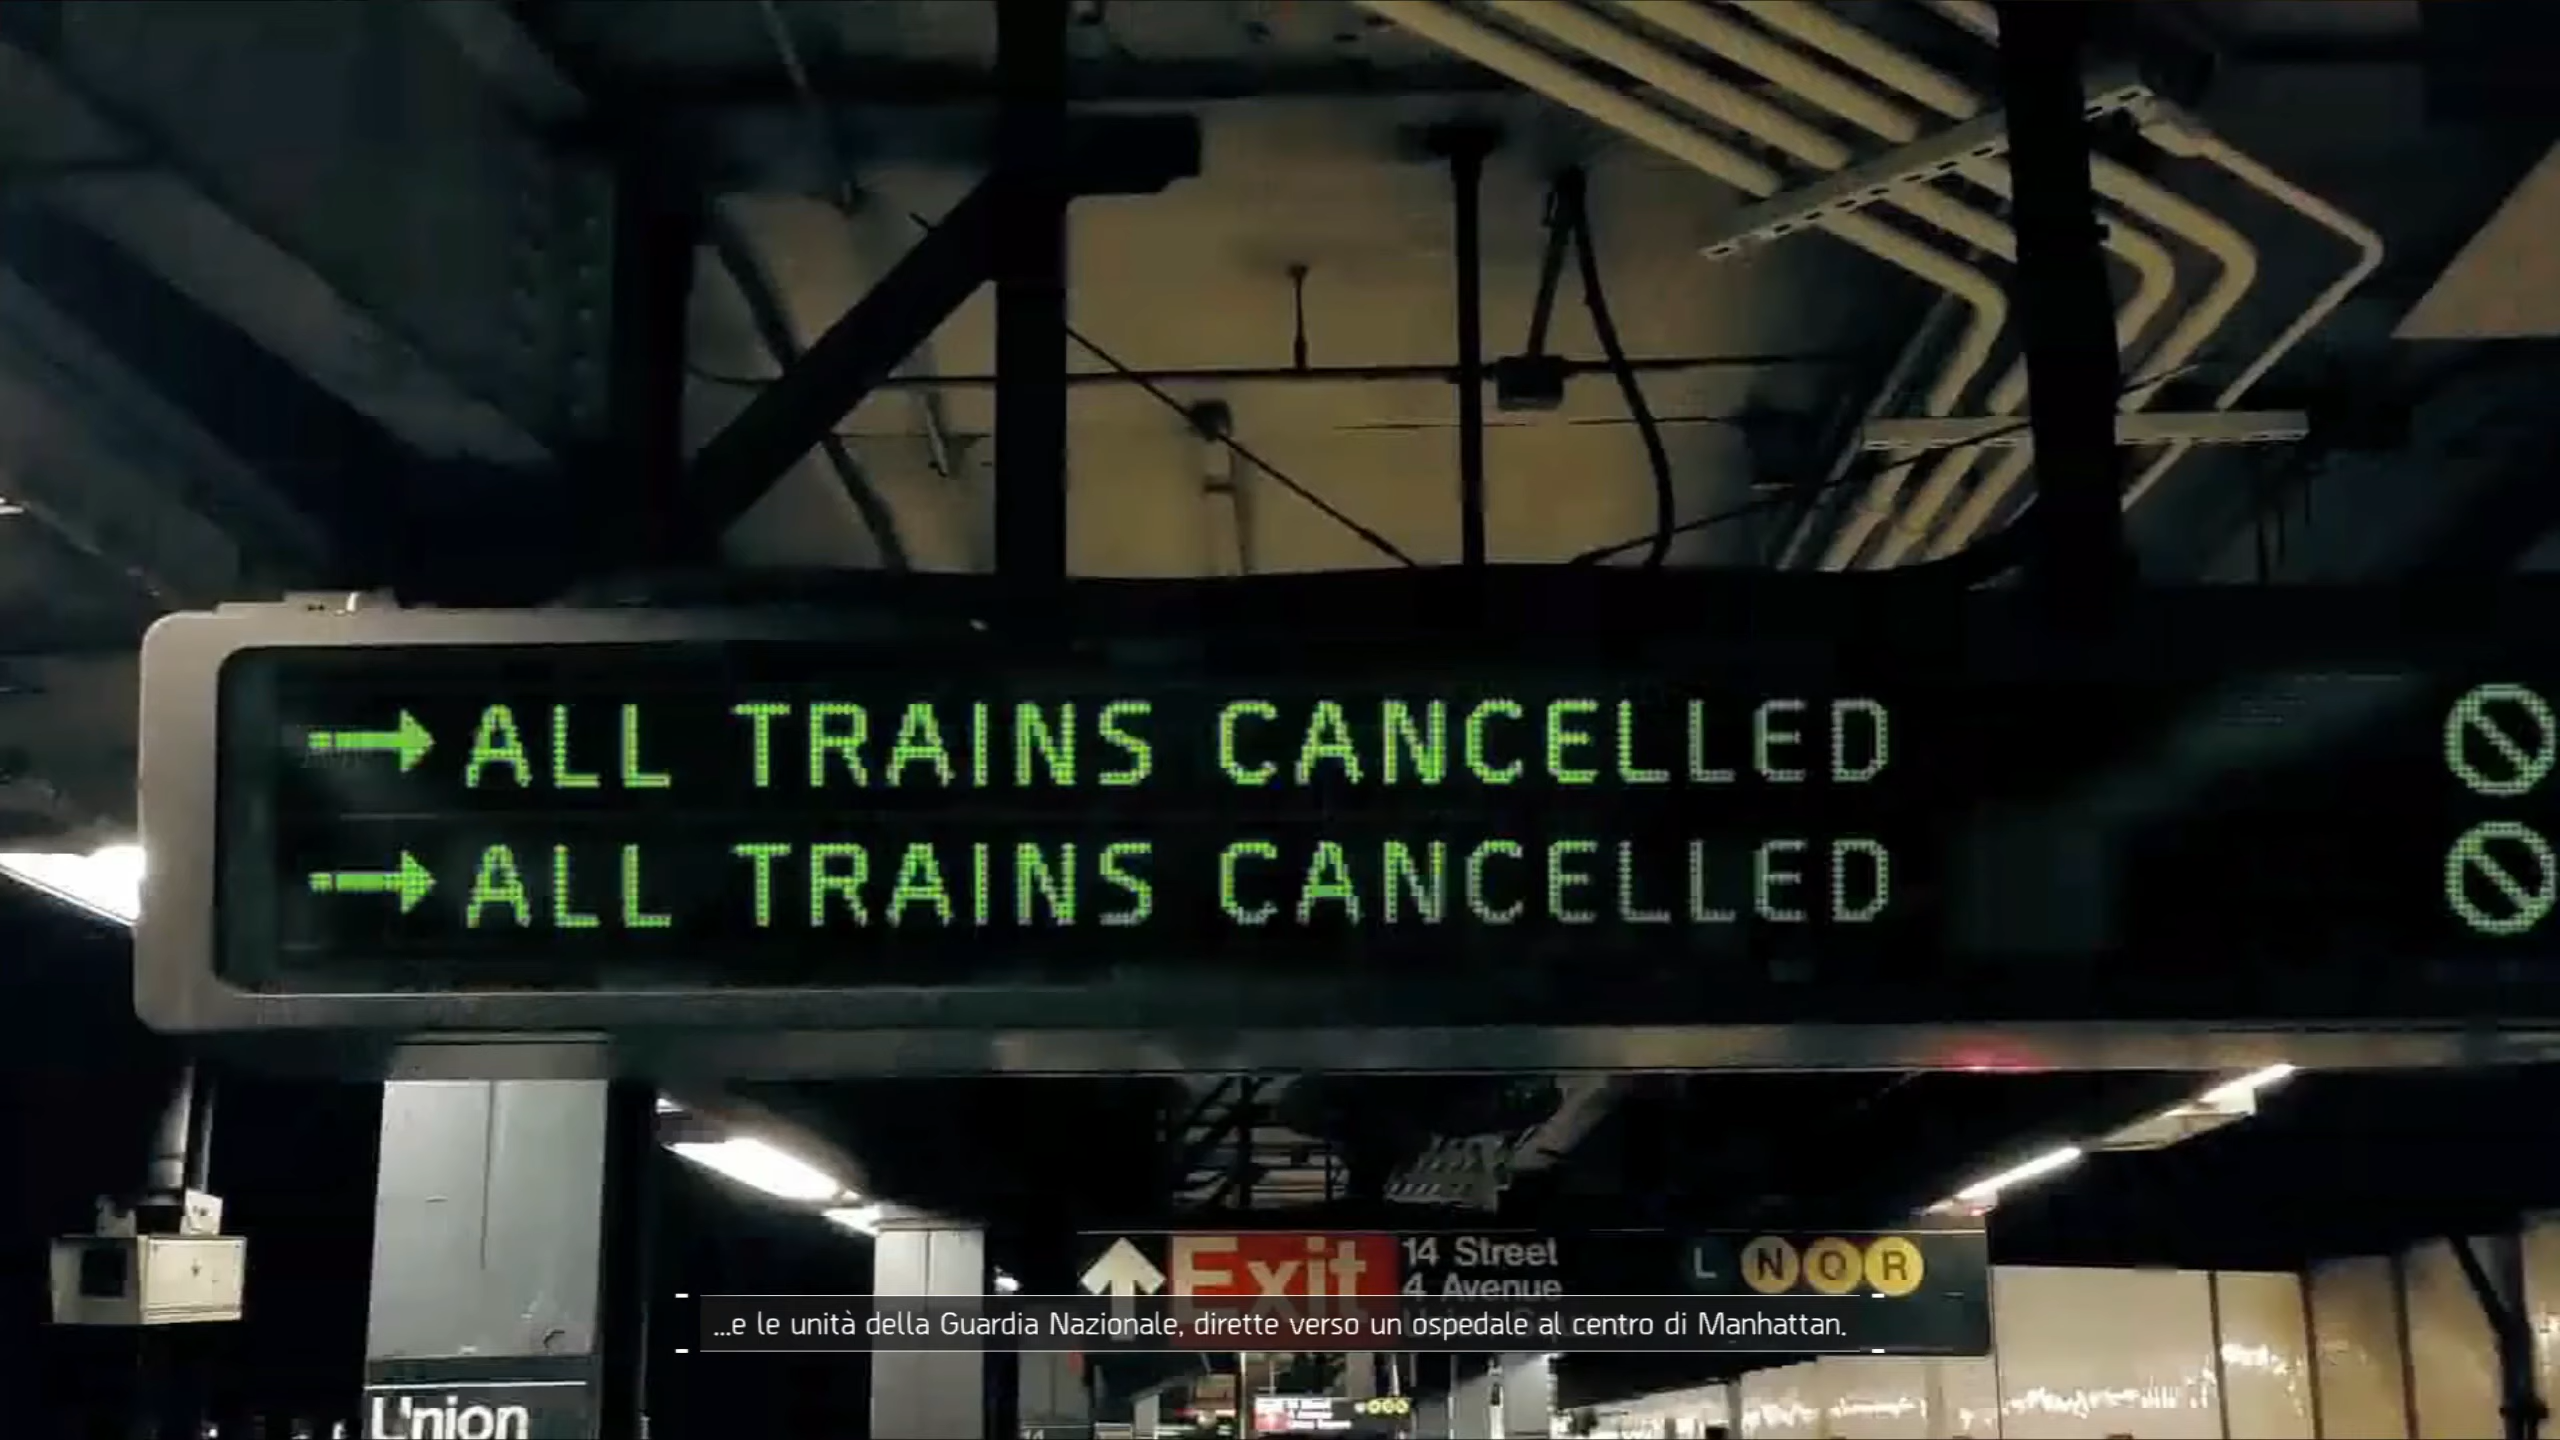 →ALL TRAINS CANCELLED
→ALL TRAINS CANCELLED
Exit
14 Street
4 Avenue
L N Q R
...e le unità della Guardia Nazionale, dirette verso un ospedale al centro di Manhattan.
Union